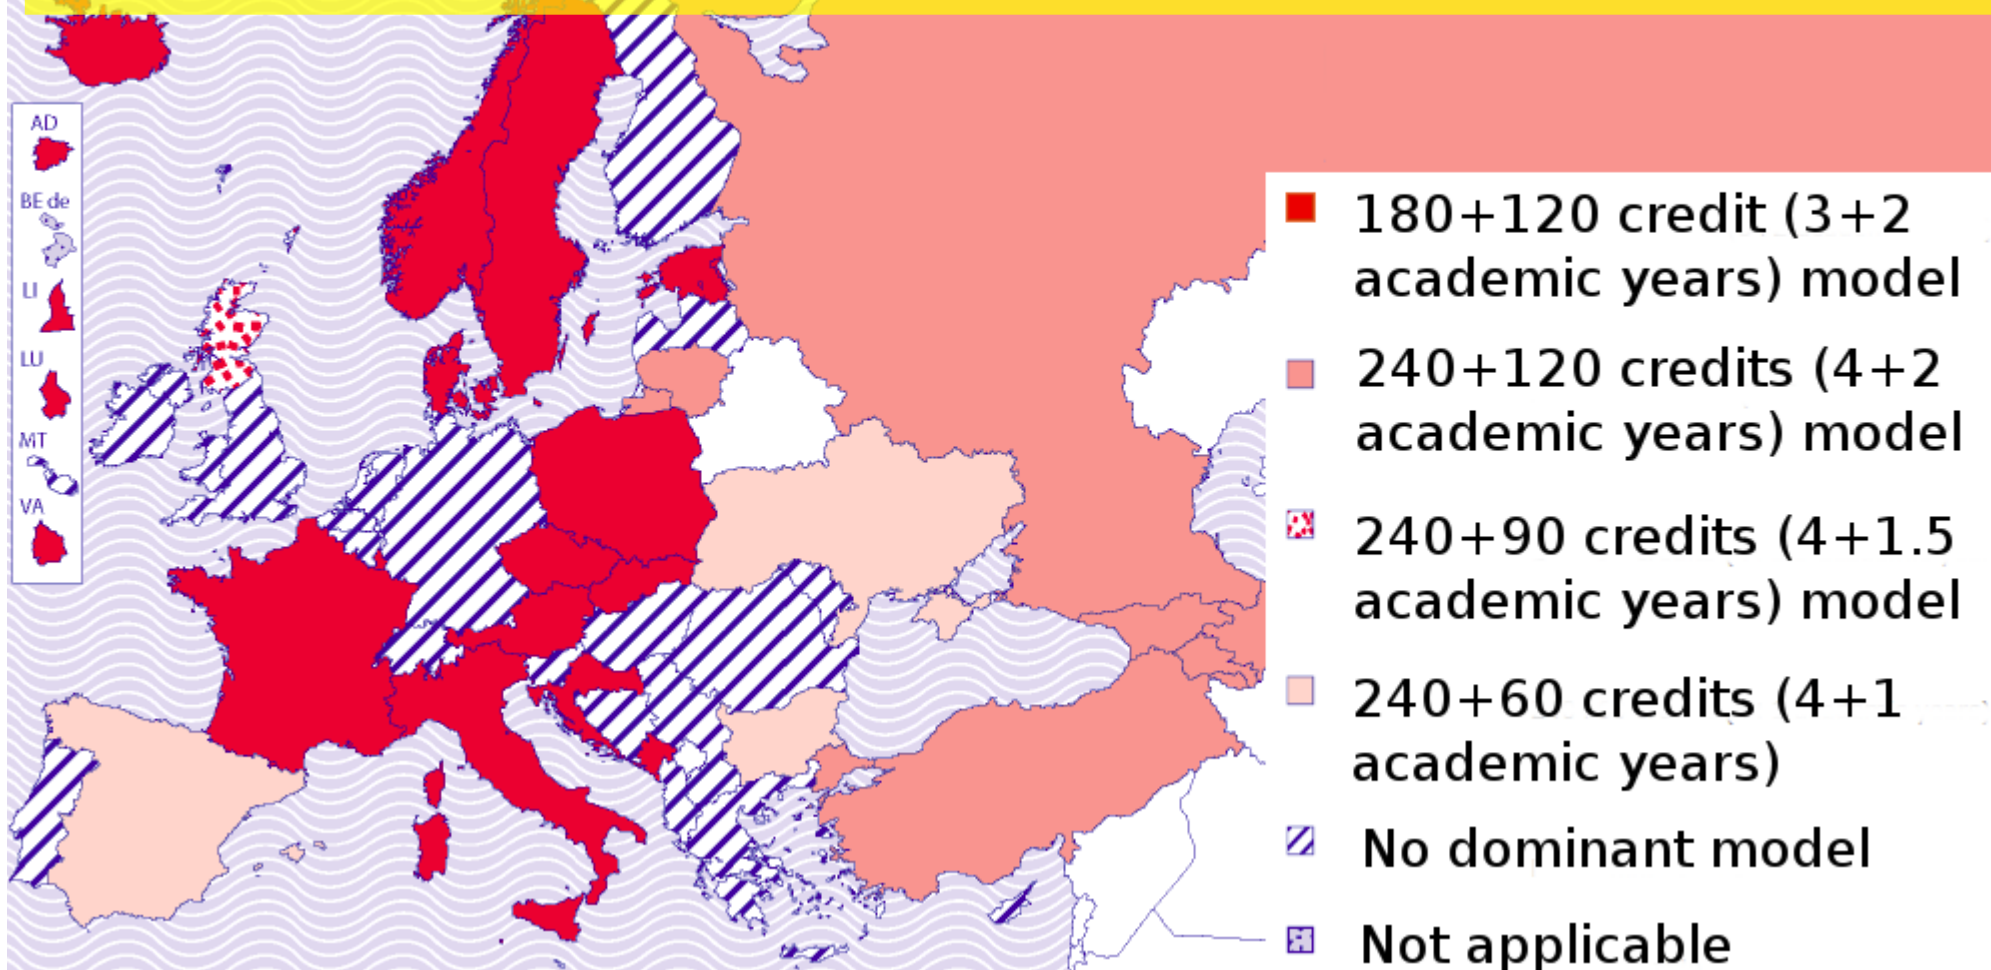 AD
BE de
LI
LU
MT
VA
180+120 credit (3+2
academic years) model
240+120 credits (4+2
academic years) model
240+90 credits (4+1.5
academic years) model
240+60 credits (4+1
academic years)
No dominant model
Not applicable